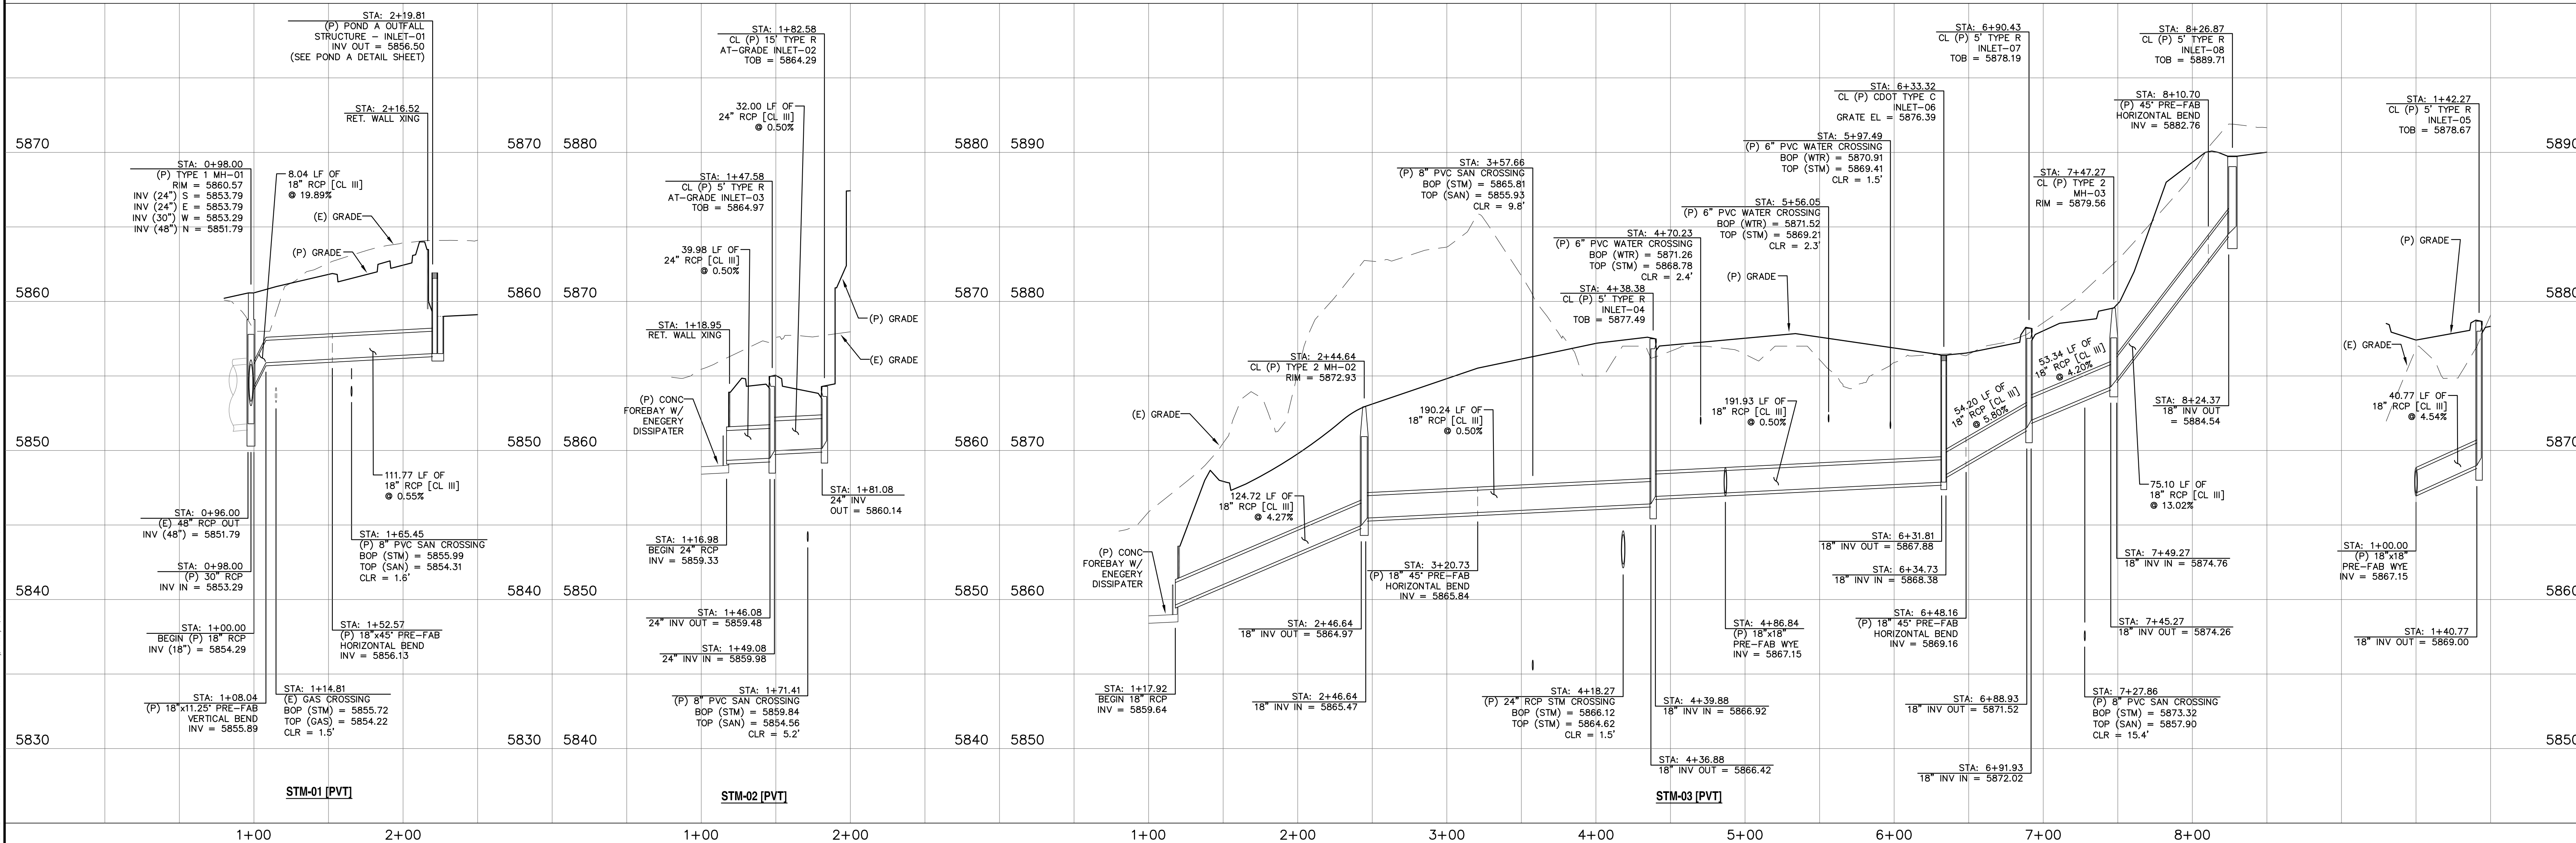 STA: 2+19.81
(P) POND A OUTFALL
STRUCTURE - INLET-01
INV OUT = 5856.50
(SEE POND A DETAIL SHEET)
STA: 2+16.52
RET. WALL XING
STA: 0+98.00
(P) TYPE 1 MH-01
RIM = 5860.57
INV (24") S = 5853.79
INV (24") E = 5853.79
INV (30") W = 5853.29
INV (48") N = 5851.79
8.04 LF OF
18" RCP [CL III]
@ 19.89%
(E) GRADE
(P) GRADE
111.77 LF OF
18" RCP [CL III]
@ 0.55%
STA: 0+96.00
(E) 48" RCP OUT
INV (48") = 5851.79
STA: 0+98.00
(P) 30" RCP
INV IN = 5853.29
STA: 1+00.00
BEGIN (P) 18" RCP
INV (18") = 5854.29
STA: 1+08.04
(P) 18"x11.25° PRE-FAB
VERTICAL BEND
INV = 5855.89
STA: 1+65.45
(P) 8" PVC SAN CROSSING
BOP (STM) = 5855.99
TOP (SAN) = 5854.31
CLR = 1.6'
STA: 1+52.57
(P) 18"x45° PRE-FAB
HORIZONTAL BEND
INV = 5856.13
STA: 1+14.81
(E) GAS CROSSING
BOP (STM) = 5855.72
TOP (GAS) = 5854.22
CLR = 1.5'
5870
5860
5850
5840
5830
5870
5860
5850
5840
5830
STM-01 [PVT]
1+00
2+00
5880
5870
5860
5850
5840
STA: 1+82.58
CL (P) 15' TYPE R
AT-GRADE INLET-02
TOB = 5864.29
32.00 LF OF
24" RCP [CL III]
@ 0.50%
STA: 1+47.58
CL (P) 5' TYPE R
AT-GRADE INLET-03
TOB = 5864.97
39.98 LF OF
24" RCP [CL III]
@ 0.50%
STA: 1+18.95
RET. WALL XING
(P) GRADE
(E) GRADE
(P) CONC
FOREBAY W/
ENEGERY
DISSIPATER
STA: 1+81.08
24" INV
OUT = 5860.14
STA: 1+16.98
BEGIN 24" RCP
INV = 5859.33
STA: 1+46.08
24" INV OUT = 5859.48
STA: 1+49.08
24" INV IN = 5859.98
STA: 1+71.41
(P) 8" PVC SAN CROSSING
BOP (STM) = 5859.84
TOP (SAN) = 5854.56
CLR = 5.2'
5880
5870
5860
5850
5840
STM-02 [PVT]
1+00
2+00
5890
5880
5870
5860
5850
STA: 3+57.66
(P) 8" PVC SAN CROSSING
BOP (STM) = 5865.81
TOP (SAN) = 5855.93
CLR = 9.8'
STA: 4+70.23
(P) 6" PVC WATER CROSSING
BOP (WTR) = 5871.26
TOP (STM) = 5868.78
CLR = 2.4'
STA: 4+38.38
CL (P) 5' TYPE R
INLET-04
TOB = 5877.49
STA: 5+56.05
(P) 6" PVC WATER CROSSING
BOP (WTR) = 5871.52
TOP (STM) = 5869.21
CLR = 2.3'
STA: 5+97.49
(P) 6" PVC WATER CROSSING
BOP (WTR) = 5870.91
TOP (STM) = 5869.41
CLR = 1.5'
STA: 6+33.32
CL (P) CDOT TYPE C
INLET-06
GRATE EL = 5876.39
STA: 6+90.43
CL (P) 5' TYPE R
INLET-07
TOB = 5878.19
STA: 8+26.87
CL (P) 5' TYPE R
INLET-08
TOB = 5889.71
STA: 8+10.70
(P) 45° PRE-FAB
HORIZONTAL BEND
INV = 5882.76
STA: 7+47.27
CL (P) TYPE 2
MH-03
RIM = 5879.56
(P) GRADE
(E) GRADE
STA: 2+44.64
CL (P) TYPE 2 MH-02
RIM = 5872.93
190.24 LF OF
18" RCP [CL III]
@ 0.50%
191.93 LF OF
18" RCP [CL III]
@ 0.50%
124.72 LF OF
18" RCP [CL III]
@ 4.27%
54.20 LF OF
18" RCP [CL III]
@ 5.80%
53.34 LF OF
18" RCP [CL III]
@ 4.20%
75.10 LF OF
18" RCP [CL III]
@ 13.02%
STA: 8+24.37
18" INV OUT
= 5884.54
(P) CONC
FOREBAY W/
ENEGERY
DISSIPATER
STA: 1+17.92
BEGIN 18" RCP
INV = 5859.64
STA: 2+46.64
18" INV OUT = 5864.97
STA: 2+46.64
18" INV IN = 5865.47
STA: 3+20.73
(P) 18" 45° PRE-FAB
HORIZONTAL BEND
INV = 5865.84
STA: 4+18.27
(P) 24" RCP STM CROSSING
BOP (STM) = 5866.12
TOP (STM) = 5864.62
CLR = 1.5'
STA: 4+39.88
18" INV IN = 5866.92
STA: 4+36.88
18" INV OUT = 5866.42
STA: 4+86.84
(P) 18"x18"
PRE-FAB WYE
INV = 5867.15
STA: 6+31.81
18" INV OUT = 5867.88
STA: 6+34.73
18" INV IN = 5868.38
STA: 6+48.16
(P) 18" 45° PRE-FAB
HORIZONTAL BEND
INV = 5869.16
STA: 6+88.93
18" INV OUT = 5871.52
STA: 6+91.93
18" INV IN = 5872.02
STA: 7+49.27
18" INV IN = 5874.76
STA: 7+45.27
18" INV OUT = 5874.26
STA: 7+27.86
(P) 8" PVC SAN CROSSING
BOP (STM) = 5873.32
TOP (SAN) = 5857.90
CLR = 15.4'
STM-03 [PVT]
1+00
2+00
3+00
4+00
5+00
6+00
7+00
8+00
STA: 1+42.27
CL (P) 5' TYPE R
INLET-05
TOB = 5878.67
(P) GRADE
(E) GRADE
40.77 LF OF
18" RCP [CL III]
@ 4.54%
STA: 1+00.00
(P) 18"x18"
PRE-FAB WYE
INV = 5867.15
STA: 1+40.77
18" INV OUT = 5869.00